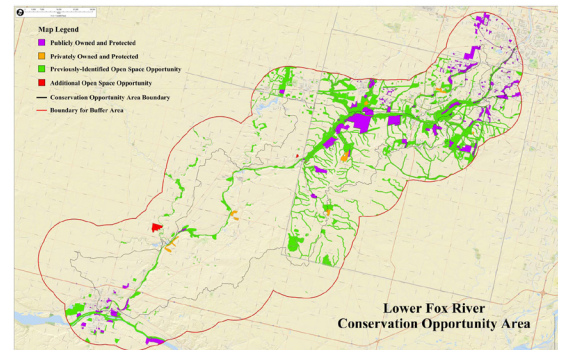 Map Legend
Publicly Owned and Protected
Privately Owned and Protected
Previously-Identified Open Space Opportunity
Additional Open Space Opportunity
Conservation Opportunity Area Boundary
Boundary for Buffer Area
Lower Fox River
Conservation Opportunity Area